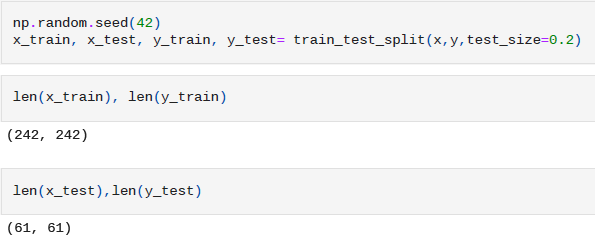 np.random.seed(42)
x_train, x_test, y_train, y_test= train_test_split(x,y,test_size=0.2)
len(x_train), len(y_train)
(242, 242)
len(x_test),len(y_test)
(61, 61)